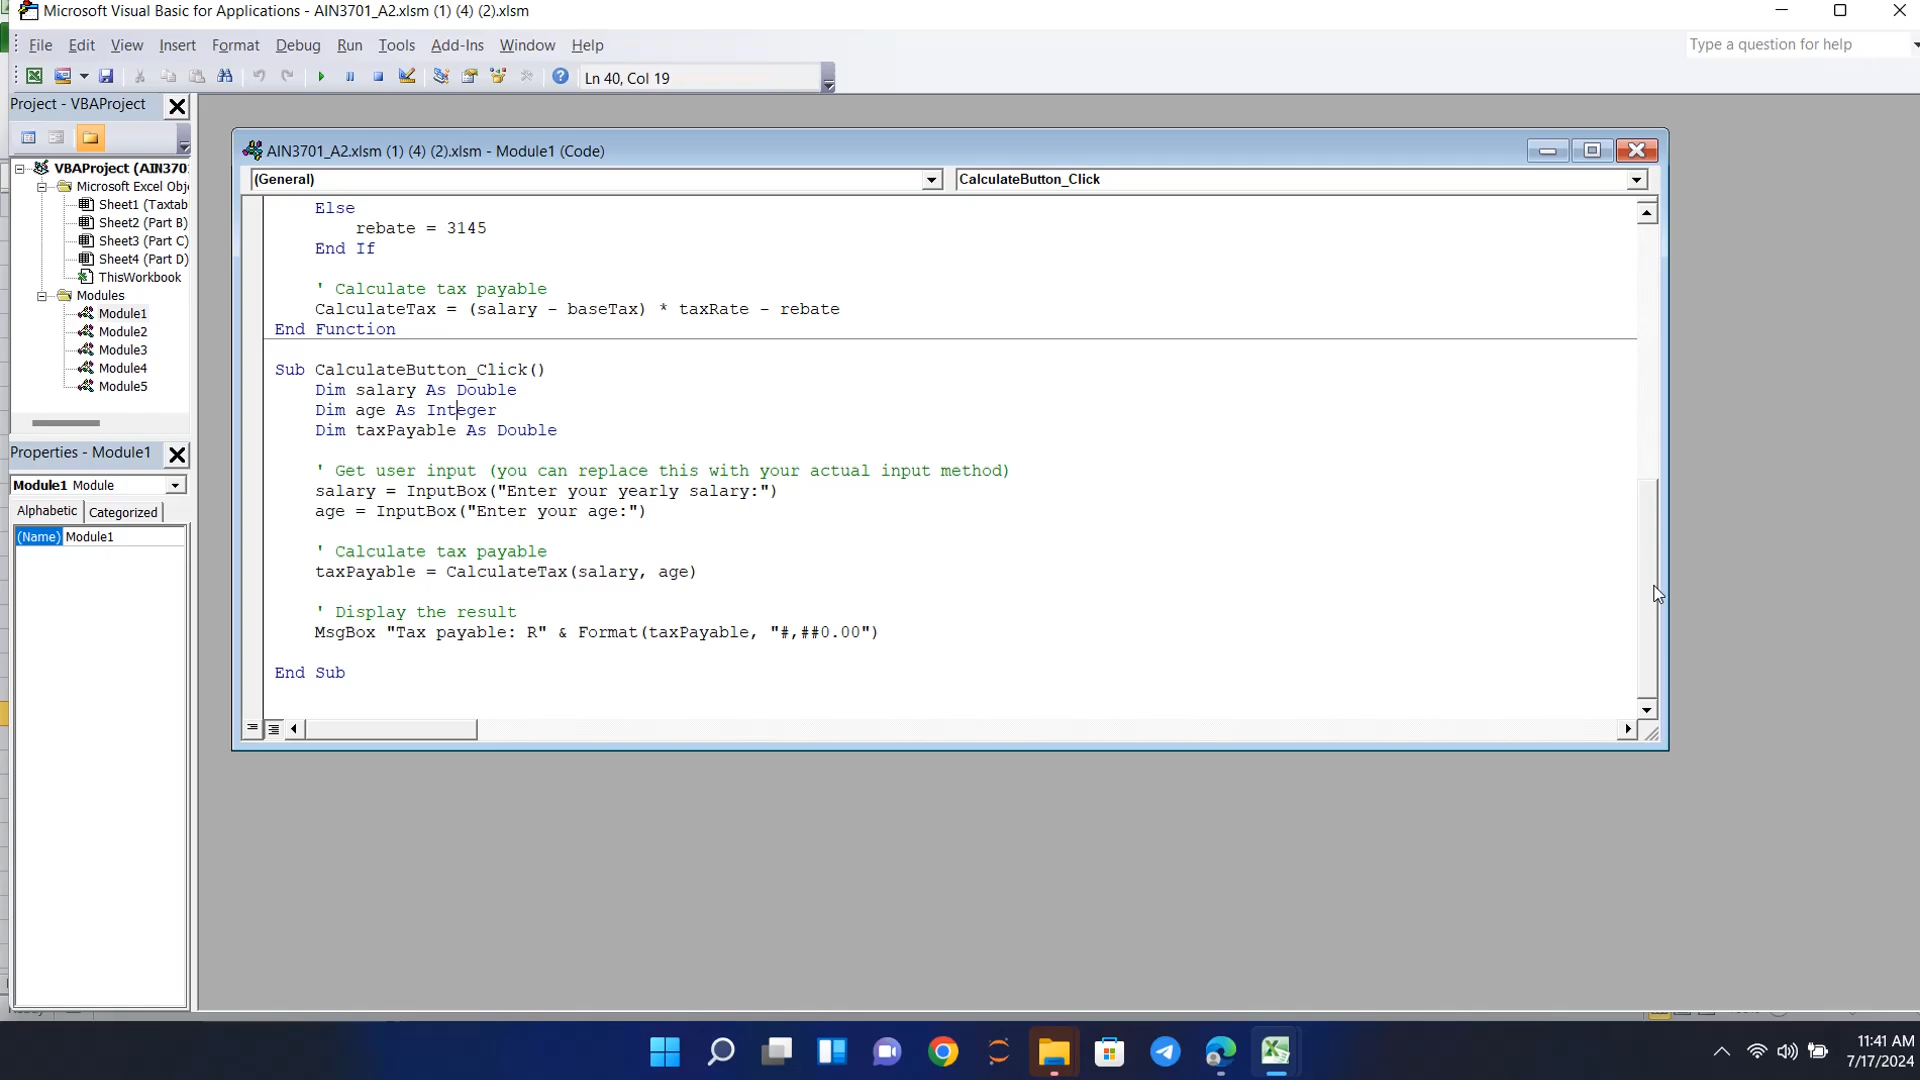 Microsoft Visual Basic for Applications - AIN3701_A2.xlsm (1) (4) (2).xlsm
File Edit View Insert Format Debug Run Tools Add-Ins Window Help
Type a question for help
Ln 40, Col 19
Project - VBAProject
VBAProject (AIN370
Microsoft Excel Obj
Sheet1 (Taxtab
Sheet2 (Part B)
Sheet3 (Part C)
Sheet4 (Part D)
ThisWorkbook
Modules
Module1
Module2
Module3
Module4
Module5
Properties - Module1
Module1 Module
Alphabetic Categorized
(Name) Module1
AIN3701_A2.xlsm (1) (4) (2).xlsm - Module1 (Code)
(General) CalculateButton_Click
Else
rebate = 3145
End If
' Calculate tax payable
CalculateTax = (salary - baseTax) * taxRate - rebate
End Function
Sub CalculateButton_Click()
Dim salary As Double
Dim age As Integer
Dim taxPayable As Double
' Get user input (you can replace this with your actual input method)
salary = InputBox("Enter your yearly salary:")
age = InputBox("Enter your age:")
' Calculate tax payable
taxPayable = CalculateTax(salary, age)
' Display the result
MsgBox "Tax payable: R" & Format(taxPayable, "#,##0.00")
End Sub
11:41 AM
7/17/2024